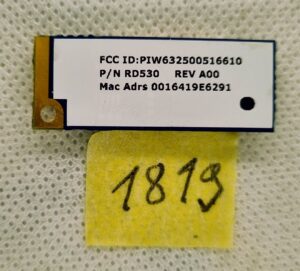 FCC ID:PIW632500516610
P/N RD530 REV A00
Mac Adrs 0016419E6291
1819